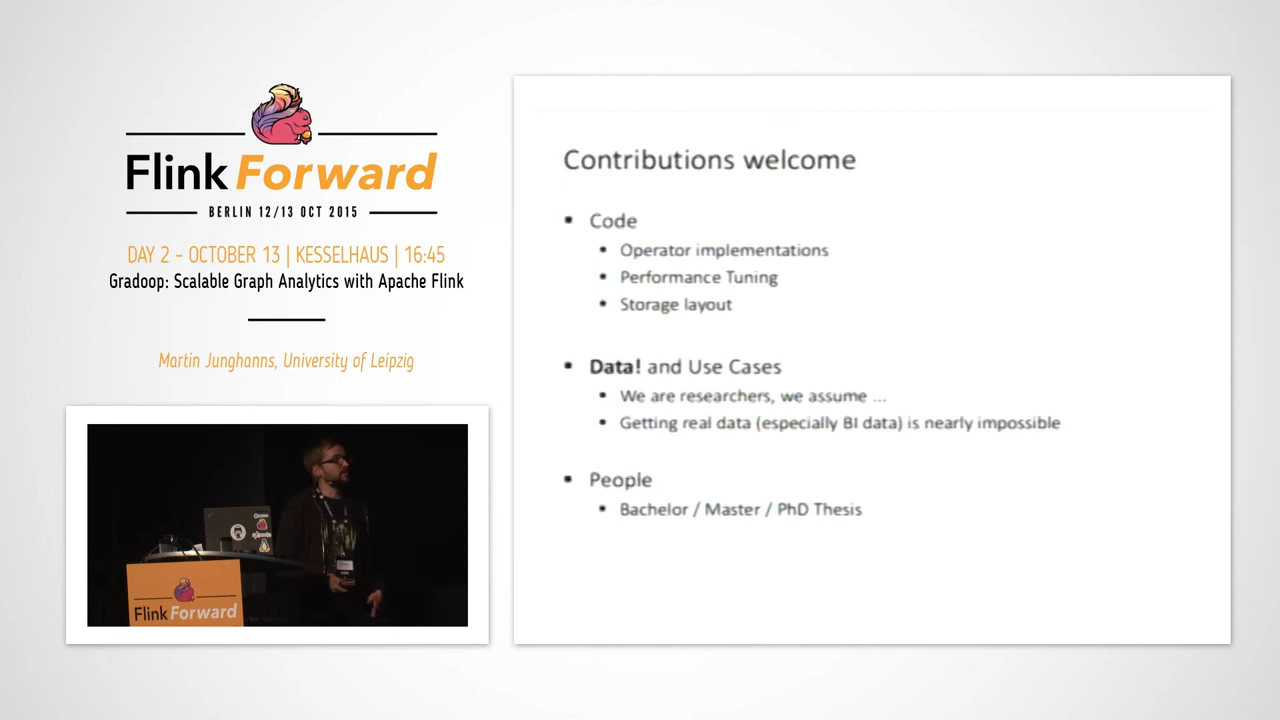 Flink Forward
BERLIN 12/13 OCT 2015
DAY 2 - OCTOBER 13 | KESSELHAUS | 16:45
Gradoop: Scalable Graph Analytics with Apache Flink
Martin Junghanns, University of Leipzig
Flink Forward
Contributions welcome
▪ Code
▪ Operator implementations
▪ Performance Tuning
▪ Storage layout
▪ Data! and Use Cases
▪ We are researchers, we assume ...
▪ Getting real data (especially BI data) is nearly impossible
▪ People
▪ Bachelor / Master / PhD Thesis